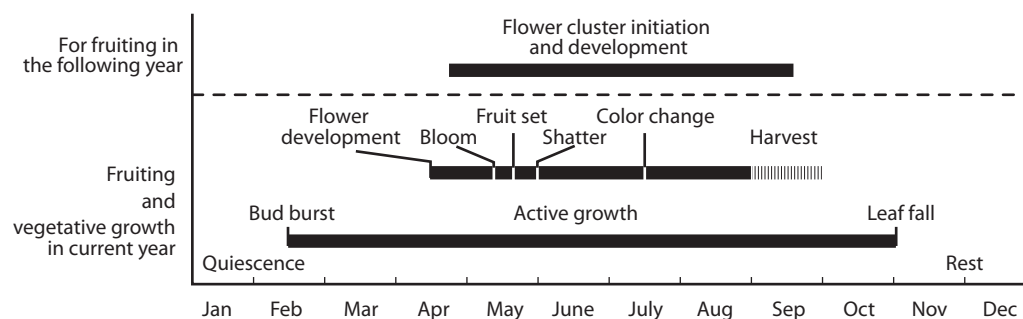 For fruiting in
the following year
Flower cluster initiation
and development
Flower
development
Bloom
Fruit set
Shatter
Color change
Harvest
Fruiting
and
vegetative growth
in current year
Bud burst
Active growth
Leaf fall
Quiescence
Rest
Jan Feb Mar Apr May June July Aug Sep Oct Nov Dec